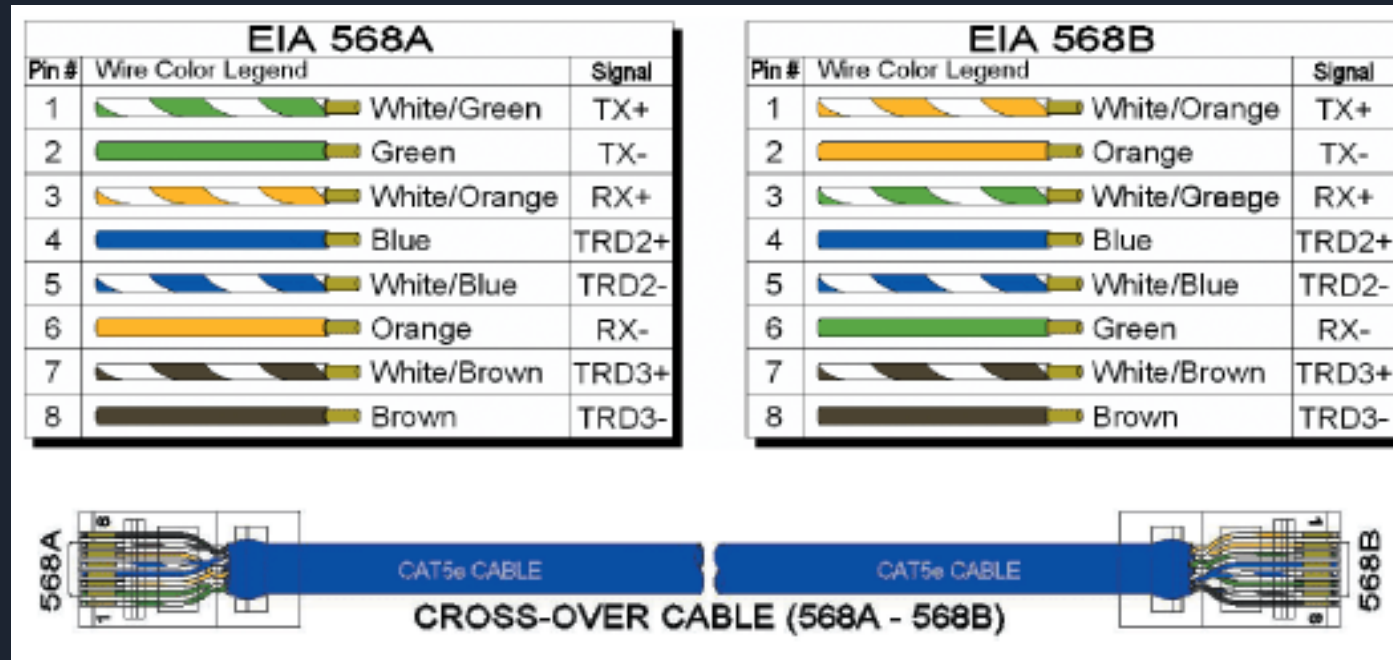 EIA 568A
Pin # Wire Color Legend Signal
1 White/Green TX+
2 Green TX-
3 White/Orange RX+
4 Blue TRD2+
5 White/Blue TRD2-
6 Orange RX-
7 White/Brown TRD3+
8 Brown TRD3-
EIA 568B
Pin # Wire Color Legend Signal
1 White/Orange TX+
2 Orange TX-
3 RX+
4 Blue TRD2+
5 White/Blue TRD2-
6 Green RX-
7 White/Brown TRD3+
8 Brown TRD3-
568A
8
1
CAT5e CABLE
CAT5e CABLE
1
8
568B
CROSS-OVER CABLE (568A - 568B)